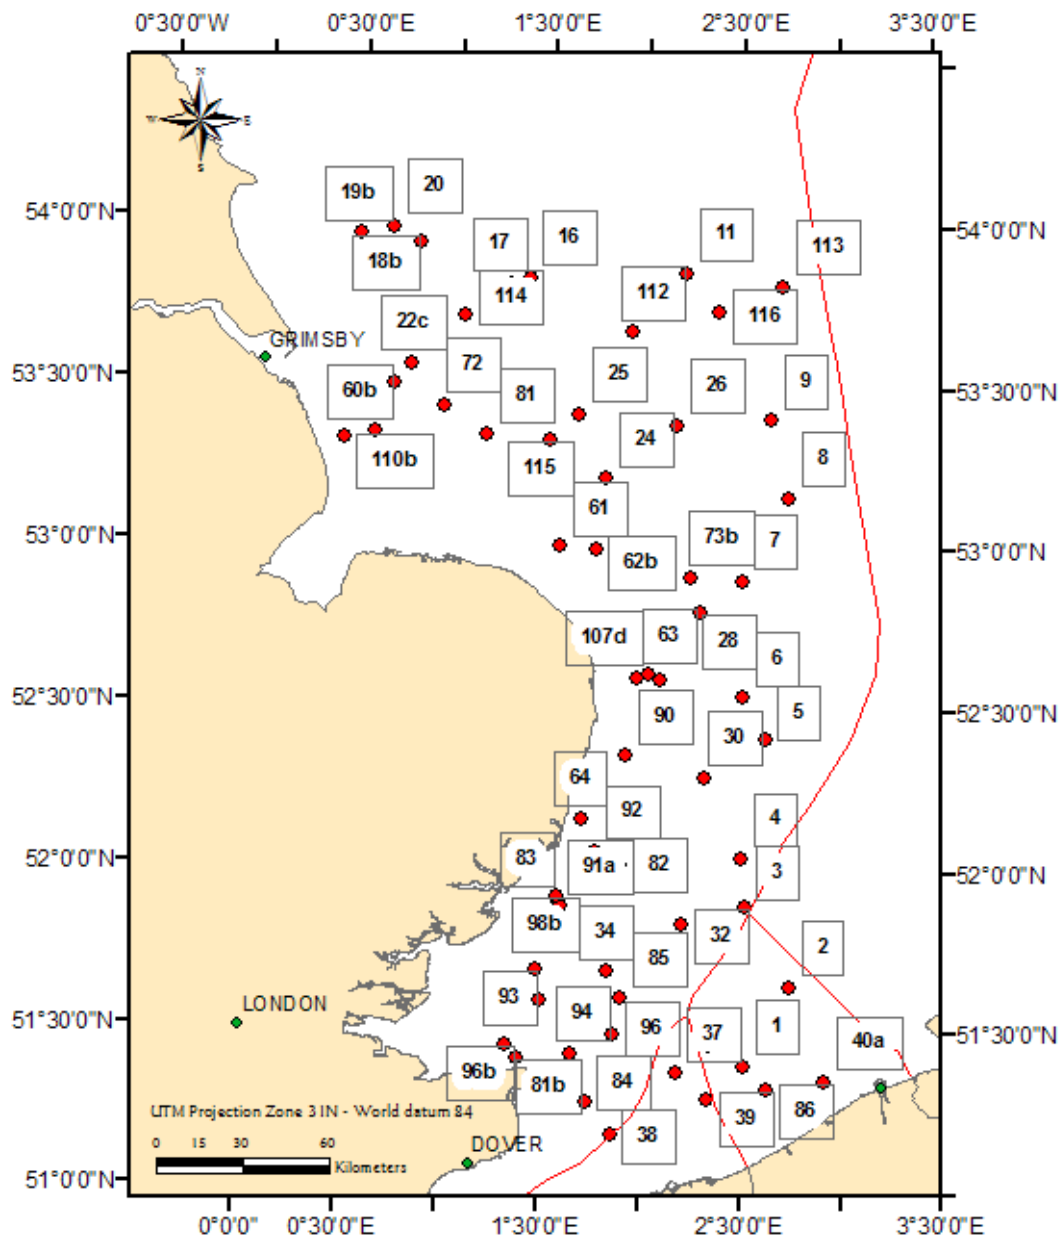 0°30'0"W 0°30'0"E 1°30'0"E 2°30'0"E 3°30'0"E
N
W E
S
54°0'0"N
54°0'0"N
19b
20
17
16
11
113
18b
112
114
116
22c
GRIMSBY
72
53°30'0"N
53°30'0"N
60b
81
25
26
9
24
110b
115
8
61
53°0'0"N
53°0'0"N
73b
7
62b
107d
63
28
6
52°30'0"N
52°30'0"N
90
5
30
64
92
4
52°0'0"N
52°0'0"N
83
91a
82
3
98b
34
32
2
85
93
LONDON
94
51°30'0"N
51°30'0"N
96
37
1
40a
96b
81b
84
86
39
38
UTM Projection Zone 31N - World datum 84
0 15 30 60
Kilometers
DOVER
51°0'0"N
51°0'0"N
0°0'0" 0°30'0"E 1°30'0"E 2°30'0"E 3°30'0"E